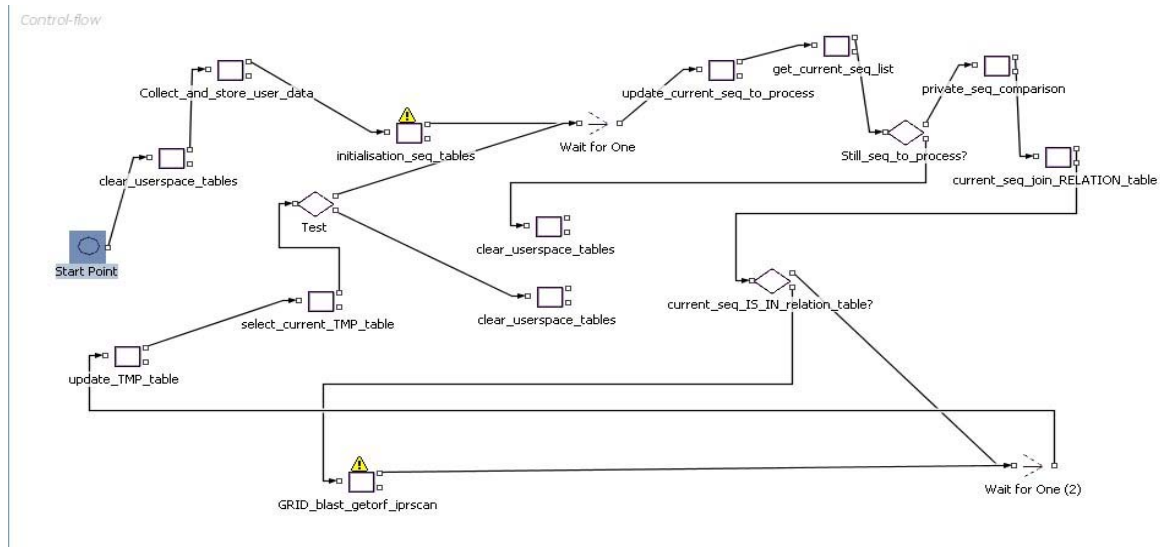 Control-flow
get_current_seq_list
Collect_and_store_user_data
update_current_seq_to_process
private_seq_comparison
initialisation_seq_tables
Wait for One
Still_seq_to_process?
clear_userspace_tables
current_seq_join_RELATION_table
Test
clear_userspace_tables
Start Point
current_seq_IS_IN_relation_table?
select_current_TMP_table
clear_userspace_tables
update_TMP_table
GRID_blast_getorf_iprscan
Wait for One (2)